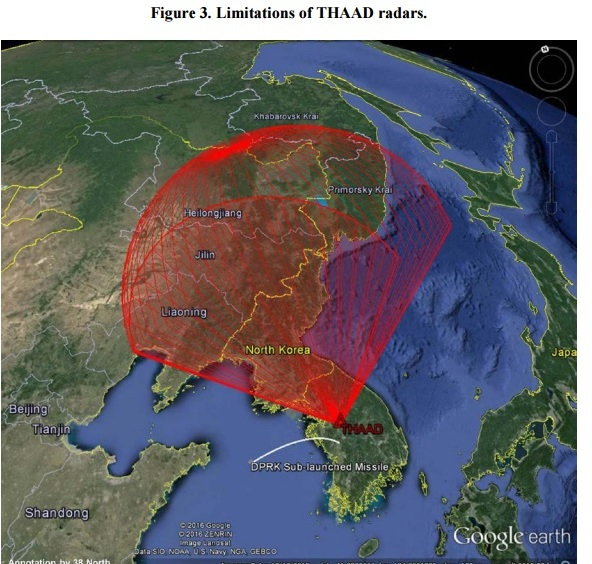 Figure 3. Limitations of THAAD radars.
N
Khabarovsk Krai
Primorsky Krai
Heilongjiang
Jilin
Liaoning
North Korea
Japa
Beijing
Tianjin
THAAD
DPRK Sub-launched Missile
Shandong
© 2016 Google
© 2016 ZENRIN
Image Landsat
Data SIO, NOAA, U.S. Navy, NGA, GEBCO
Google earth
Annotation by 38 North